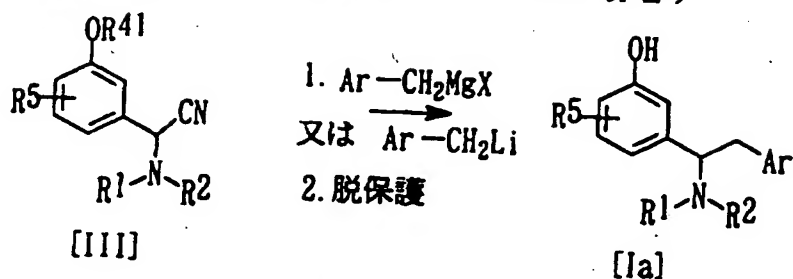 OR41
OH
R5
CN
N
R1
R2
[III]
1. Ar-CH2MgX
又は Ar-CH2Li
2. 脱保護
R5
Ar
N
R1
R2
[Ia]